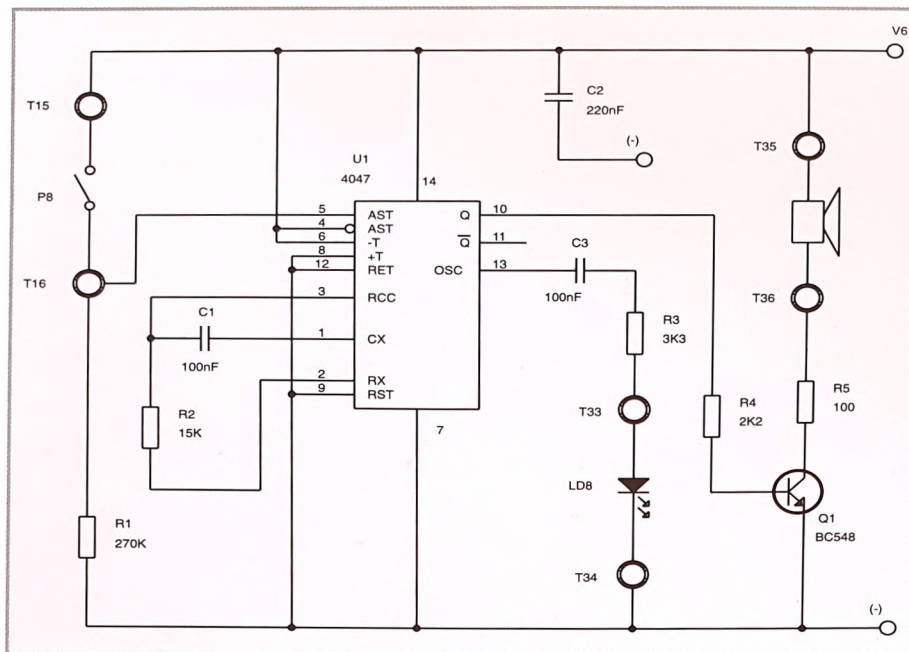 V6
T15
C2
220nF
(-)
T35
U1
4047
14
P8
5 AST Q 10
4 AST
6 -T Q 11
8 +T
12 RET OSC 13
C3
100nF
T16
3 RCC
T36
C1
100nF
1 CX
R3
3K3
2 RX
9 RST
R2
15K
7
T33
R4
2K2
R5
100
LD8
Q1
BC548
R1
270K
T34
(-)